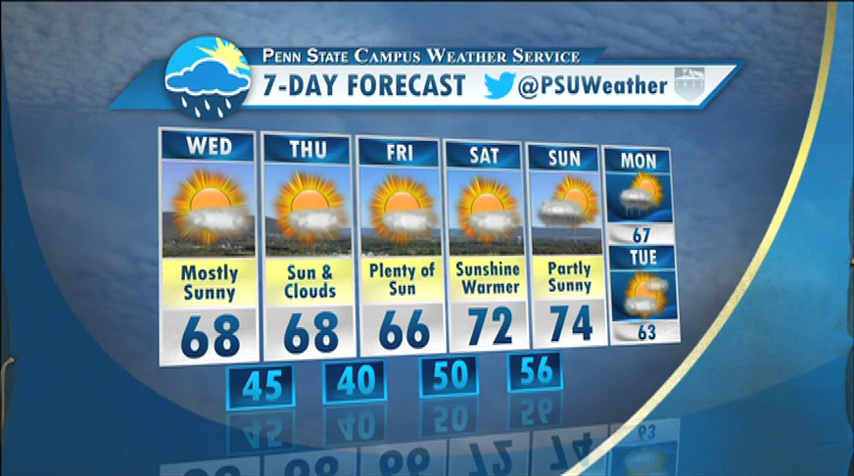 PENN STATE CAMPUS WEATHER SERVICE
7-DAY FORECAST @PSUWeather
WED
Mostly
Sunny
68
THU
Sun &
Clouds
68
FRI
Plenty of
Sun
66
SAT
Sunshine
Warmer
72
SUN
Partly
Sunny
74
MON
67
TUE
63
45
40
50
56